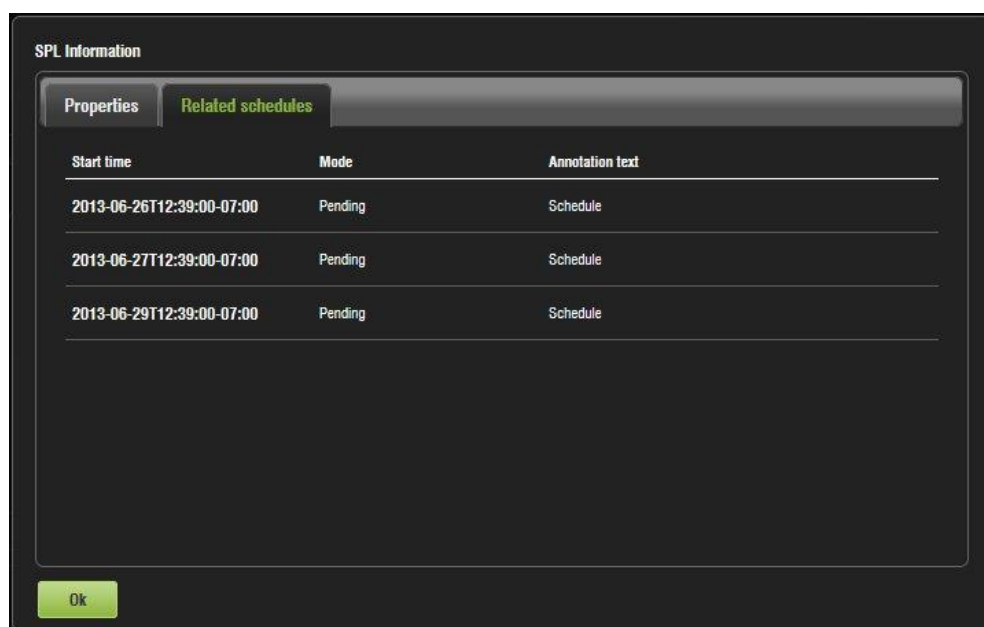 SPL Information
Properties Related schedules
Start time Mode Annotation text
2013-06-26T12:39:00-07:00 Pending Schedule
2013-06-27T12:39:00-07:00 Pending Schedule
2013-06-29T12:39:00-07:00 Pending Schedule
Ok